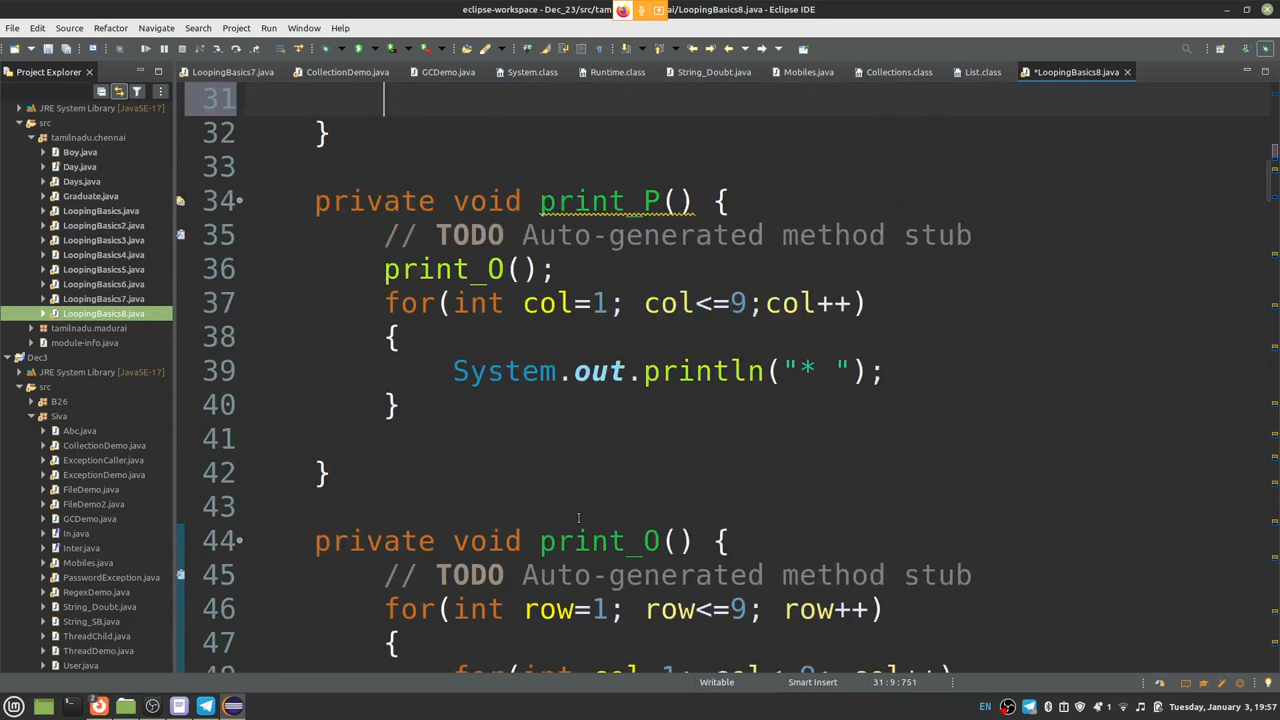 eclipse-workspace - Dec_23/src/tam
ai/LoopingBasics8.java - Eclipse IDE
File Edit Source Refactor Navigate Search Project Run Window Help
Project Explorer
LoopingBasics7.java CollectionDemo.java GCDemo.java System.class Runtime.class String_Doubt.java Mobiles.java Collections.class List.class *LoopingBasics8.java
JRE System Library [JavaSE-17]
src
tamilnadu.chennai
Boy.java
Day.java
Days.java
Graduate.java
LoopingBasics.java
LoopingBasics2.java
LoopingBasics3.java
LoopingBasics4.java
LoopingBasics5.java
LoopingBasics6.java
LoopingBasics7.java
LoopingBasics8.java
tamilnadu.madurai
module-info.java
Dec3
JRE System Library [JavaSE-17]
src
B26
Siva
Abc.java
CollectionDemo.java
ExceptionCaller.java
ExceptionDemo.java
FileDemo.java
FileDemo2.java
GCDemo.java
In.java
Inter.java
Mobiles.java
PasswordException.java
RegexDemo.java
String_Doubt.java
String_SB.java
ThreadChild.java
ThreadDemo.java
User.java
31
32 }
33
34 private void print_P() {
35 // TODO Auto-generated method stub
36 print_O();
37 for(int col=1; col<=9;col++)
38 {
39 System.out.println("* ");
40 }
41
42 }
43
44 private void print_O() {
45 // TODO Auto-generated method stub
46 for(int row=1; row<=9; row++)
47 {
Writable Smart Insert 31 : 9 : 751
2 EN 1 Tuesday, January 3, 19:57